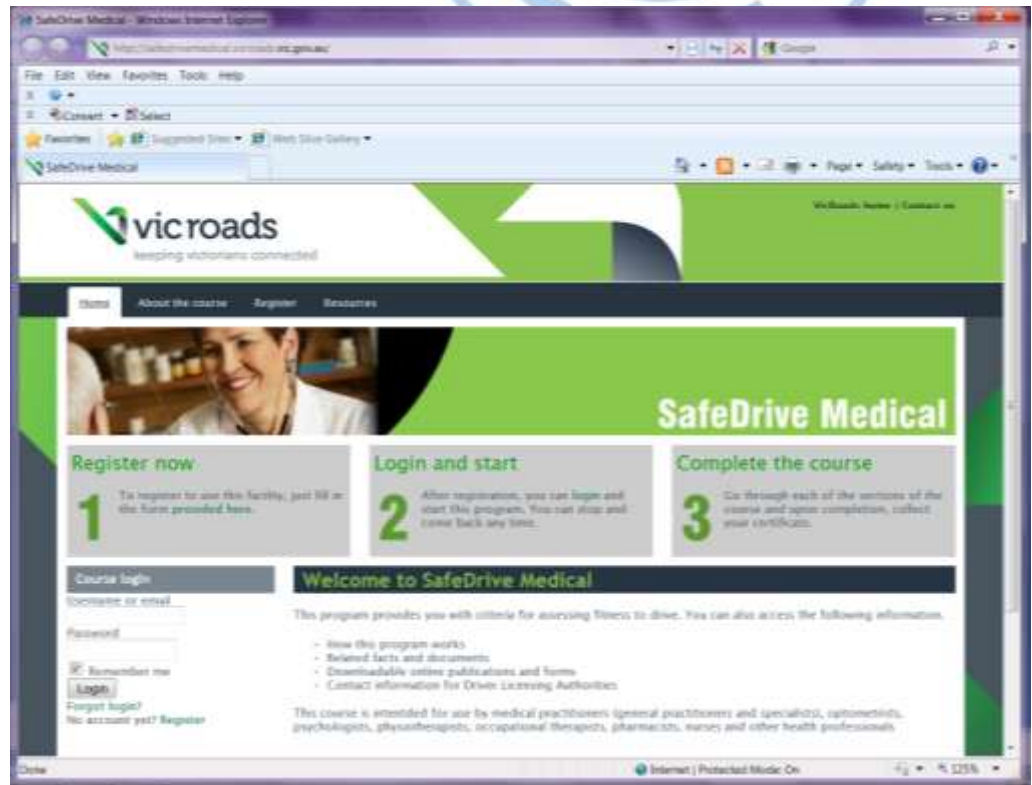 SafeDrive Medical - Windows Internet Explorer
Google
File Edit View Favorites Tools Help
Convert Select
Favorites Suggested Sites Web Slice Gallery
SafeDrive Medical
Page Safety Tools
VicRoads home | Contact us
vic roads
keeping victorians connected
Home About the course Register Resources
SafeDrive Medical
Register now
1
To register to use this facility, just fill in
the form provided here.
Login and start
2
After registration, you can login and
start this program. You can stop and
come back any time.
Complete the course
3
Go through each of the sections of the
course and upon completion, collect
your certificate.
Course login
Username or email
Password
Remember me
Login
Forgot login?
No account yet? Register
Welcome to SafeDrive Medical
This program provides you with criteria for assessing fitness to drive. You can also access the following information.
- How this program works
- Related facts and documents
- Downloadable online publications and forms
- Contact information for Driver Licensing Authorities
This course is intended for use by medical practitioners (general practitioners and specialists), optometrists,
psychologists, physiotherapists, occupational therapists, pharmacists, nurses and other health professionals
Done
Internet | Protected Mode: On
125%